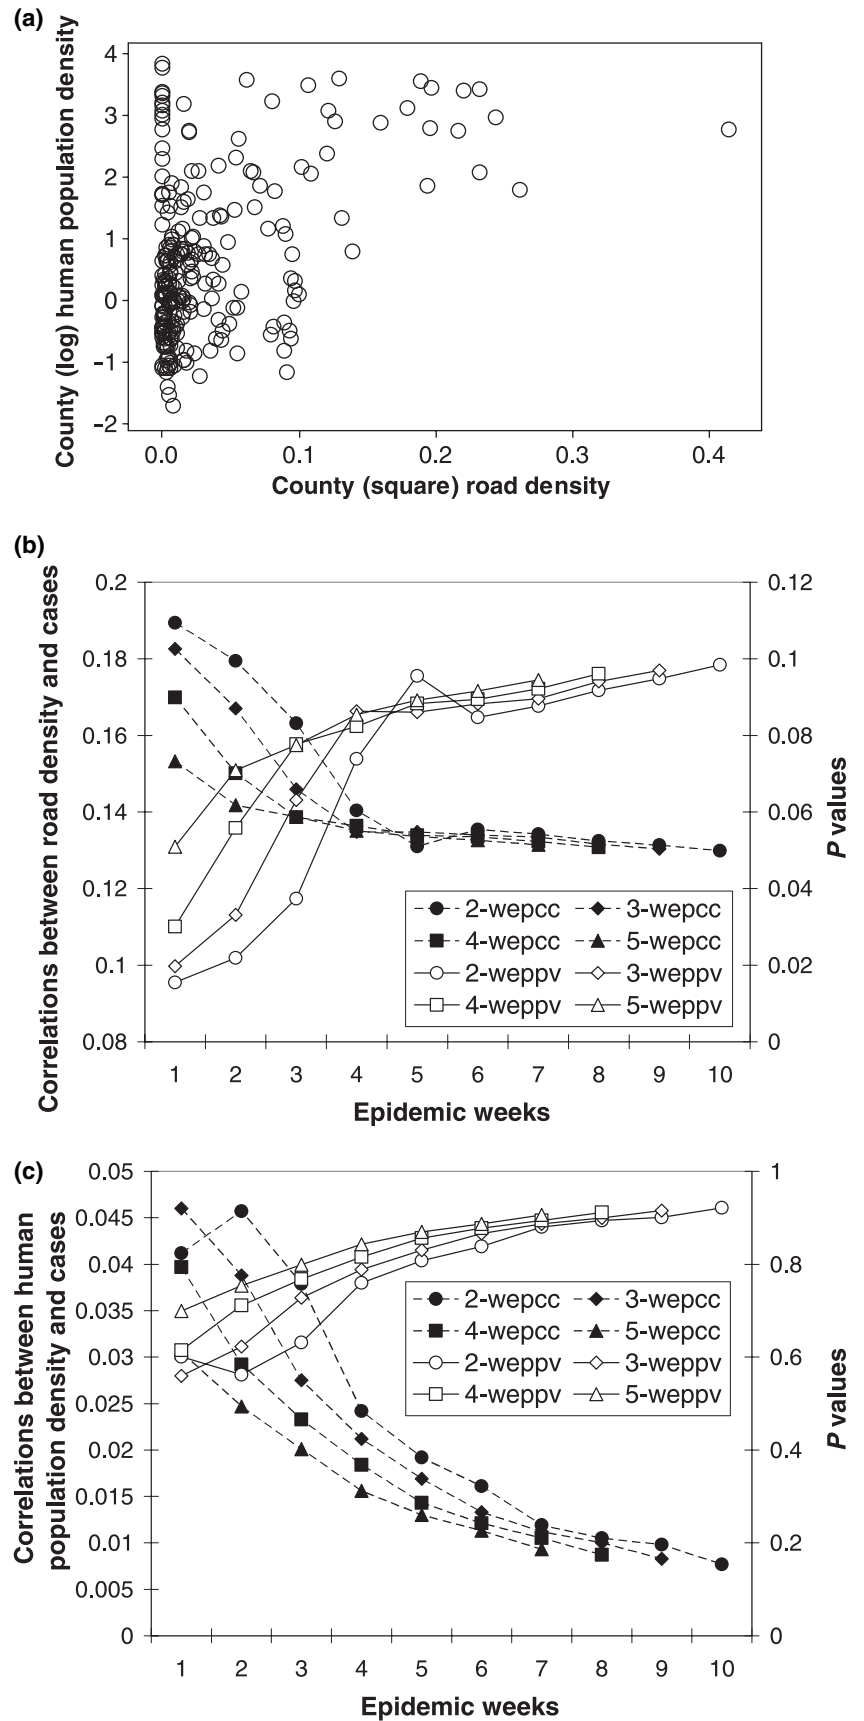 (a)
County (log) human population density
4
3
2
1
0
−1
−2
0.0 0.1 0.2 0.3 0.4
County (square) road density
(b)
Correlations between road density and cases
0.2
0.18
0.16
0.14
0.12
0.1
0.08
0.12
0.1
0.08
0.06
0.04
0.02
0
P values
2-wepcc 3-wepcc
4-wepcc 5-wepcc
2-weppv 3-weppv
4-weppv 5-weppv
1 2 3 4 5 6 7 8 9 10
Epidemic weeks
(c)
Correlations between human
population density and cases
0.05
0.045
0.04
0.035
0.03
0.025
0.02
0.015
0.01
0.005
0
1
0.8
0.6
0.4
0.2
0
P values
2-wepcc 3-wepcc
4-wepcc 5-wepcc
2-weppv 3-weppv
4-weppv 5-weppv
1 2 3 4 5 6 7 8 9 10
Epidemic weeks